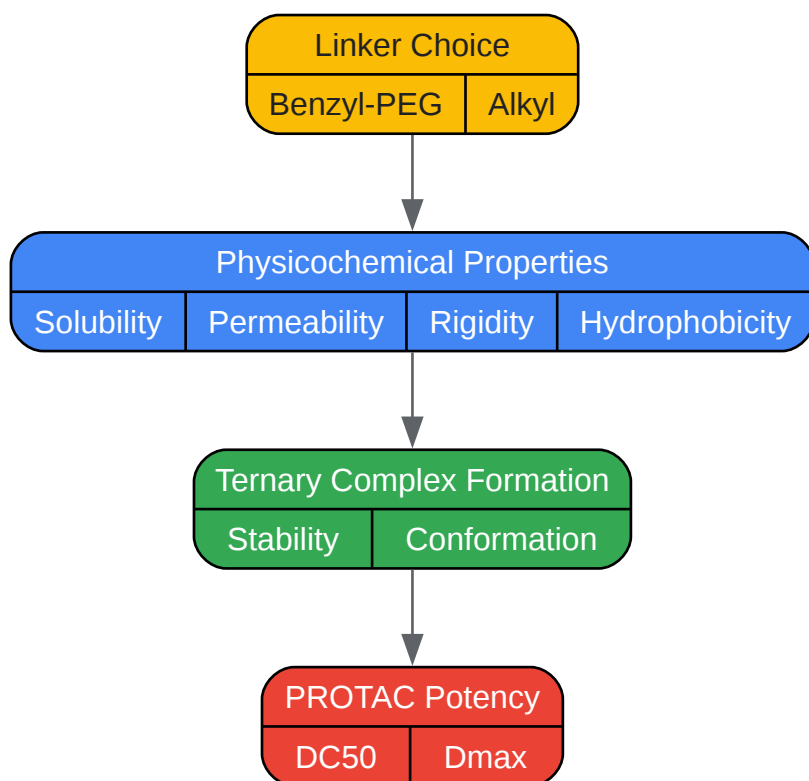 Linker Choice
Benzyl-PEG Alkyl
Physicochemical Properties
Solubility Permeability Rigidity Hydrophobicity
Ternary Complex Formation
Stability Conformation
PROTAC Potency
DC50 Dmax